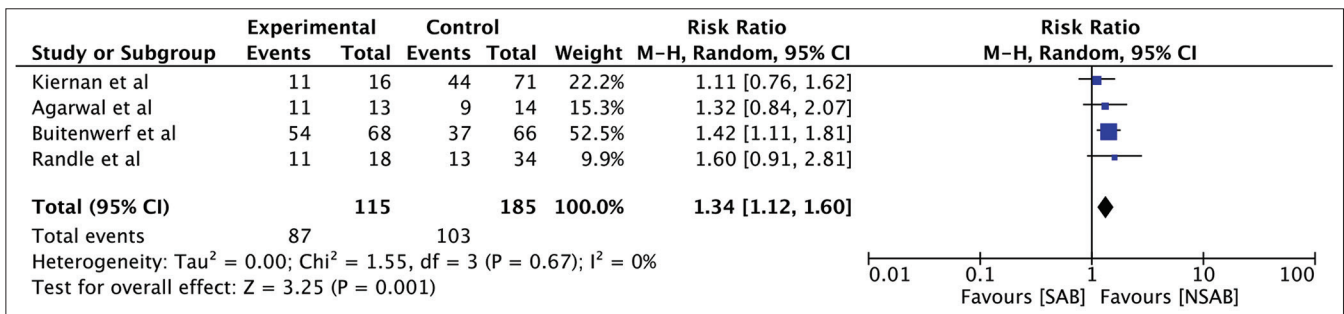 Experimental Control Risk Ratio Risk Ratio
Study or Subgroup Events Total Events Total Weight M-H, Random, 95% CI M-H, Random, 95% CI
Kiernan et al 11 16 44 71 22.2% 1.11 [0.76, 1.62]
Agarwal et al 11 13 9 14 15.3% 1.32 [0.84, 2.07]
Buitenwerf et al 54 68 37 66 52.5% 1.42 [1.11, 1.81]
Randle et al 11 18 13 34 9.9% 1.60 [0.91, 2.81]
Total (95% CI) 115 185 100.0% 1.34 [1.12, 1.60]
Total events 87 103
Heterogeneity: Tau² = 0.00; Chi² = 1.55, df = 3 (P = 0.67); I² = 0%
Test for overall effect: Z = 3.25 (P = 0.001)
0.01 0.1 1 10 100
Favours [SAB] Favours [NSAB]